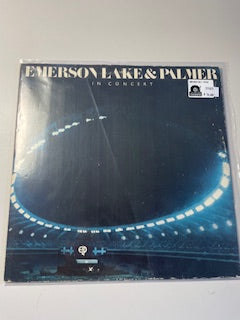 EMERSON LAKE & PALMER
IN CONCERT